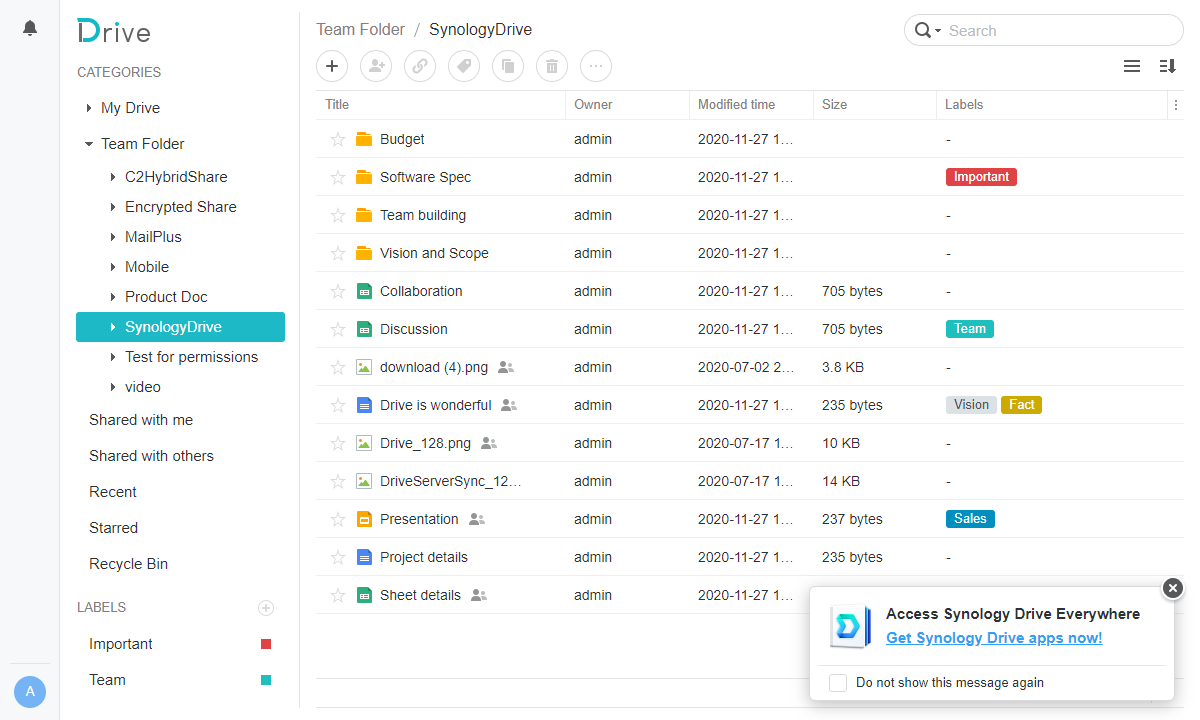 Drive
CATEGORIES
My Drive
Team Folder
C2HybridShare
Encrypted Share
MailPlus
Mobile
Product Doc
SynologyDrive
Test for permissions
video
Shared with me
Shared with others
Recent
Starred
Recycle Bin
LABELS
Important
Team
A
Team Folder / SynologyDrive
Search
Title Owner Modified time Size Labels
Budget admin 2020-11-27 1… -
Software Spec admin 2020-11-27 1… Important
Team building admin 2020-11-27 1… -
Vision and Scope admin 2020-11-27 1… -
Collaboration admin 2020-11-27 1… 705 bytes -
Discussion admin 2020-11-27 1… 705 bytes Team
download (4).png admin 2020-07-02 2… 3.8 KB -
Drive is wonderful admin 2020-11-27 1… 235 bytes Vision Fact
Drive_128.png admin 2020-07-17 1… 10 KB -
DriveServerSync_12… admin 2020-07-17 1… 14 KB -
Presentation admin 2020-11-27 1… 237 bytes Sales
Project details admin 2020-11-27 1… 235 bytes -
Sheet details admin 2020-11-27 1…
Access Synology Drive Everywhere
Get Synology Drive apps now!
Do not show this message again